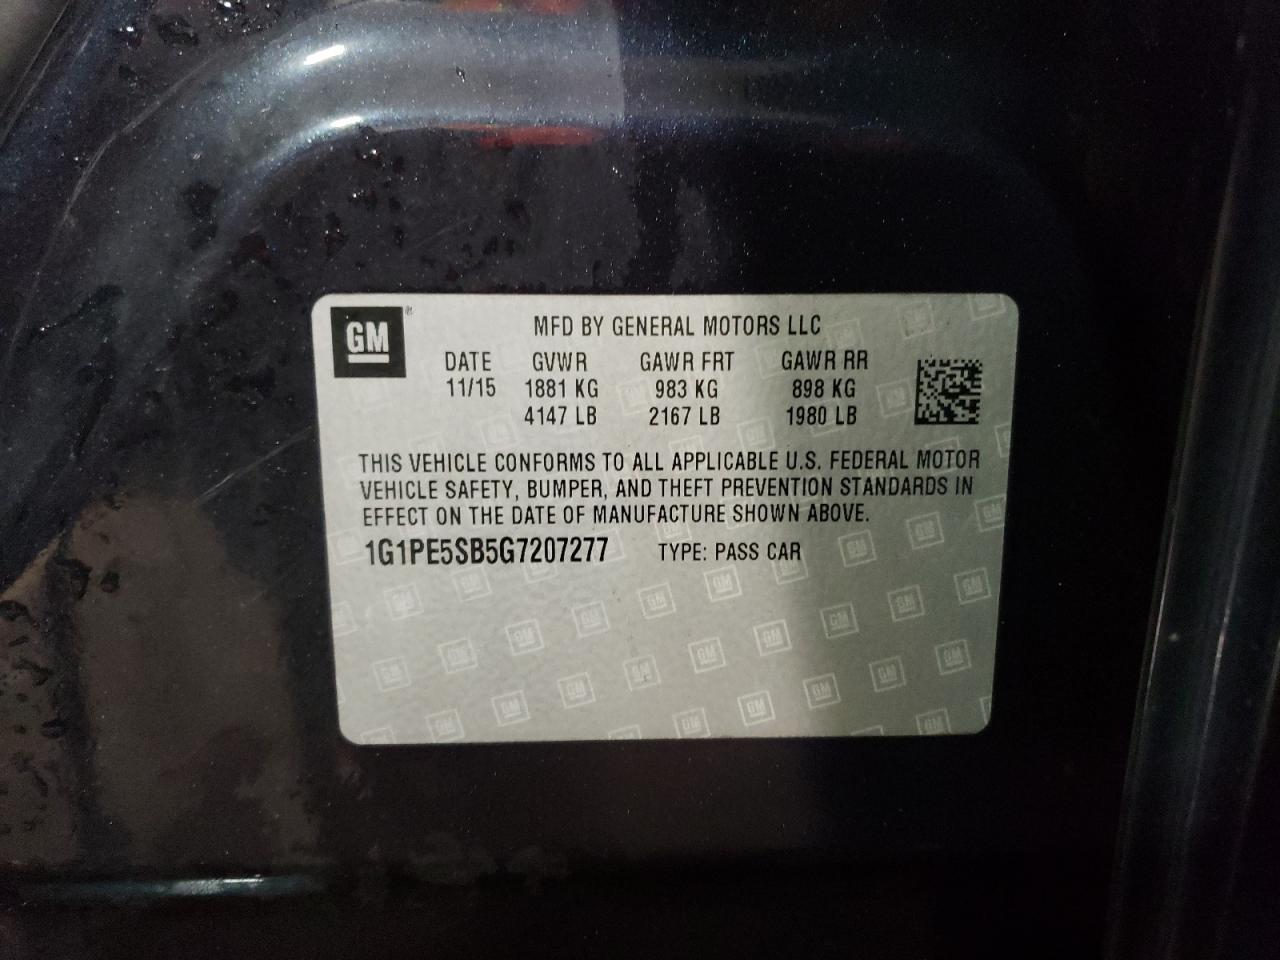 GM
MFD BY GENERAL MOTORS LLC
DATE GVWR GAWR FRT GAWR RR
11/15 1881 KG 983 KG 898 KG
4147 LB 2167 LB 1980 LB
THIS VEHICLE CONFORMS TO ALL APPLICABLE U.S. FEDERAL MOTOR
VEHICLE SAFETY, BUMPER, AND THEFT PREVENTION STANDARDS IN
EFFECT ON THE DATE OF MANUFACTURE SHOWN ABOVE.
1G1PE5SB5G7207277 TYPE: PASS CAR